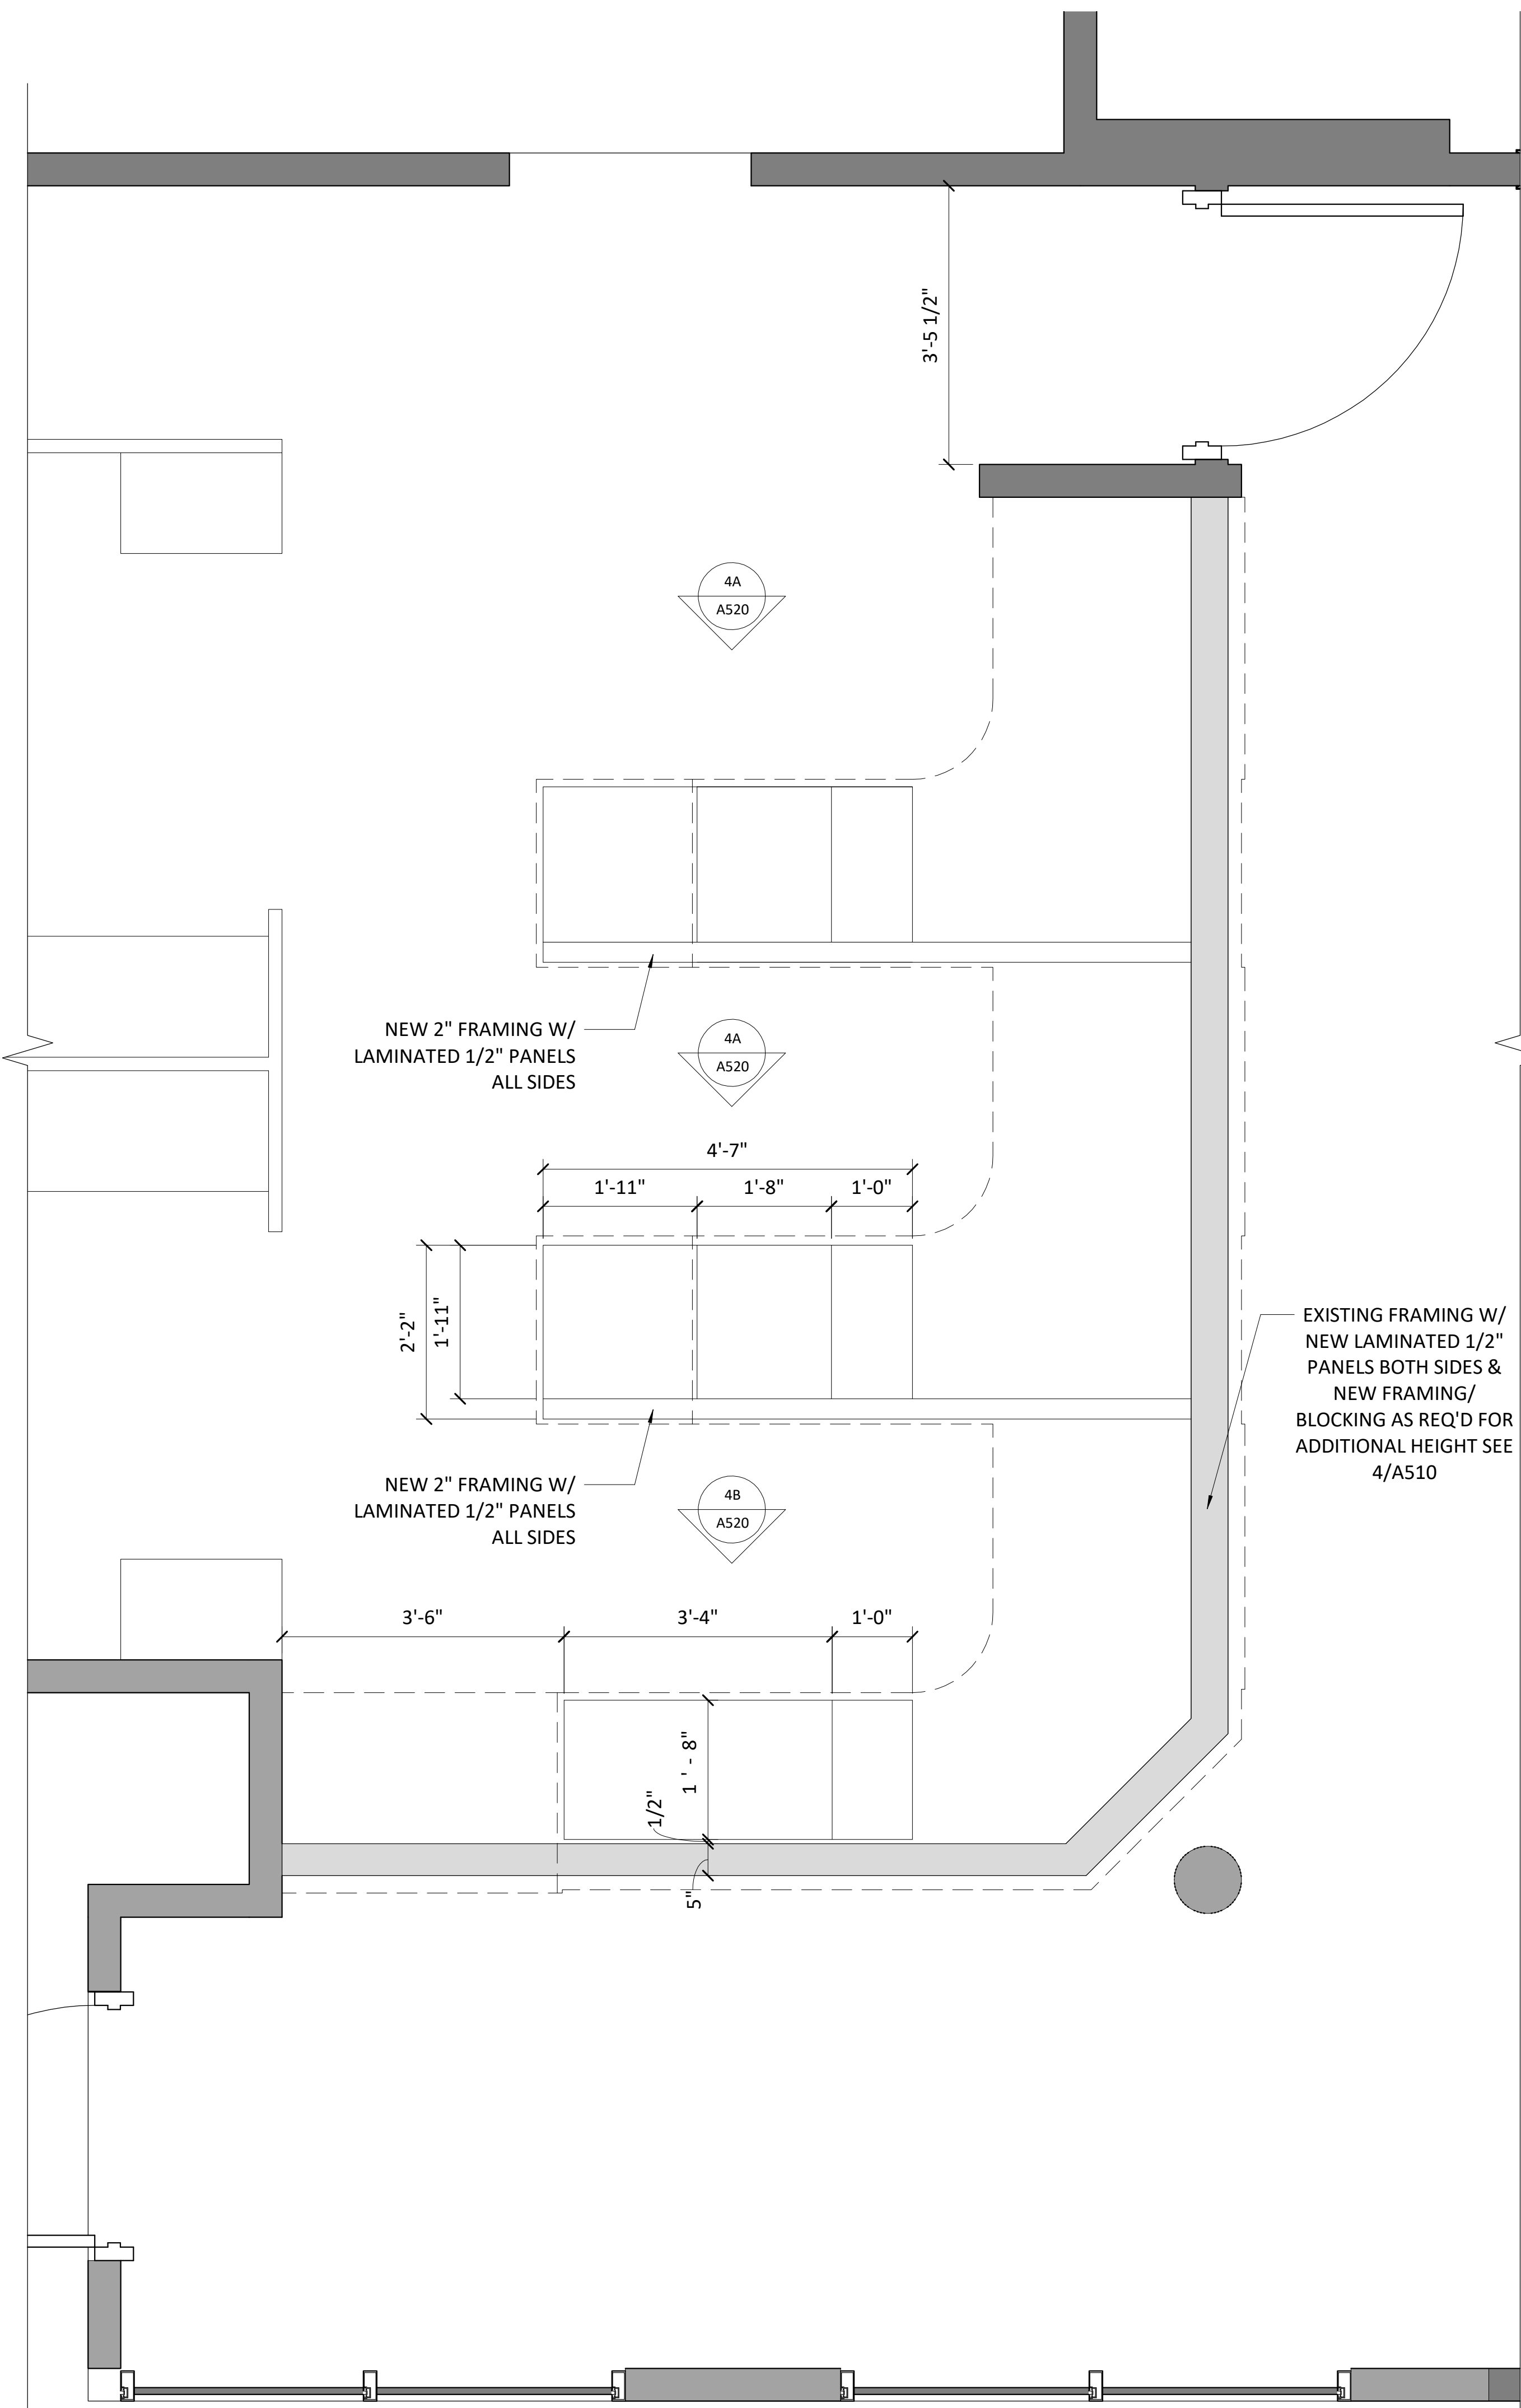 3'-5 1/2"
4A
A520
NEW 2" FRAMING W/
LAMINATED 1/2" PANELS
ALL SIDES
4A
A520
4'-7"
1'-11"
1'-8"
1'-0"
2'-2"
1'-11"
EXISTING FRAMING W/
NEW LAMINATED 1/2"
PANELS BOTH SIDES &
NEW FRAMING/
BLOCKING AS REQ'D FOR
ADDITIONAL HEIGHT SEE
4/A510
NEW 2" FRAMING W/
LAMINATED 1/2" PANELS
ALL SIDES
4B
A520
3'-6"
3'-4"
1'-0"
1' - 8"
1/2"
5"